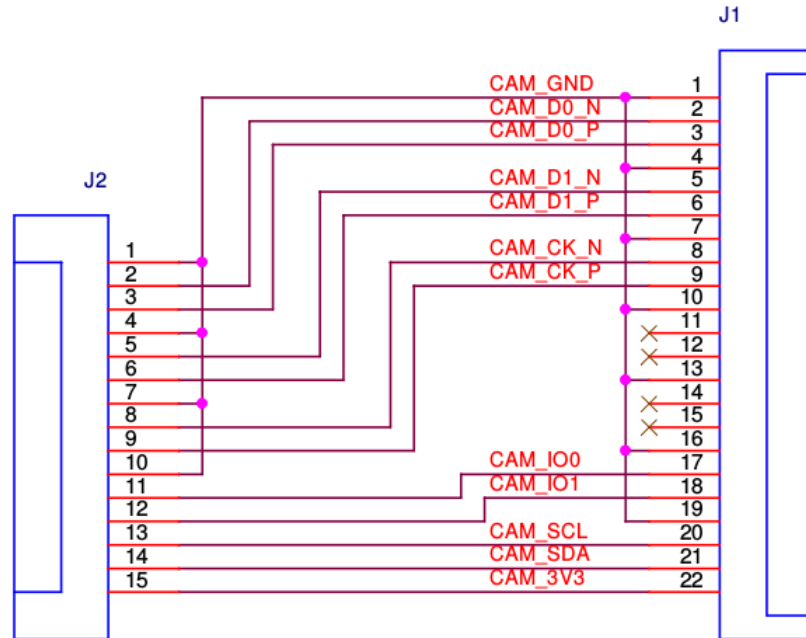 J1
CAM_GND 1
CAM_D0_N 2
CAM_D0_P 3
4
CAM_D1_N 5
CAM_D1_P 6
7
CAM_CK_N 8
CAM_CK_P 9
10
11
12
13
14
15
16
CAM_IO0 17
CAM_IO1 18
19
CAM_SCL 20
CAM_SDA 21
CAM_3V3 22
J2
1
2
3
4
5
6
7
8
9
10
11
12
13
14
15